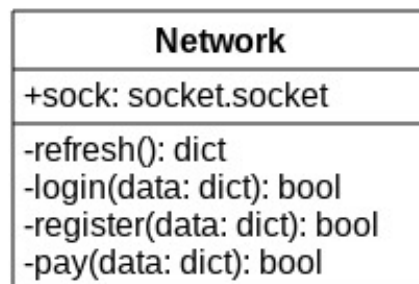 Network
+sock: socket.socket
-refresh(): dict
-login(data: dict): bool
-register(data: dict): bool
-pay(data: dict): bool